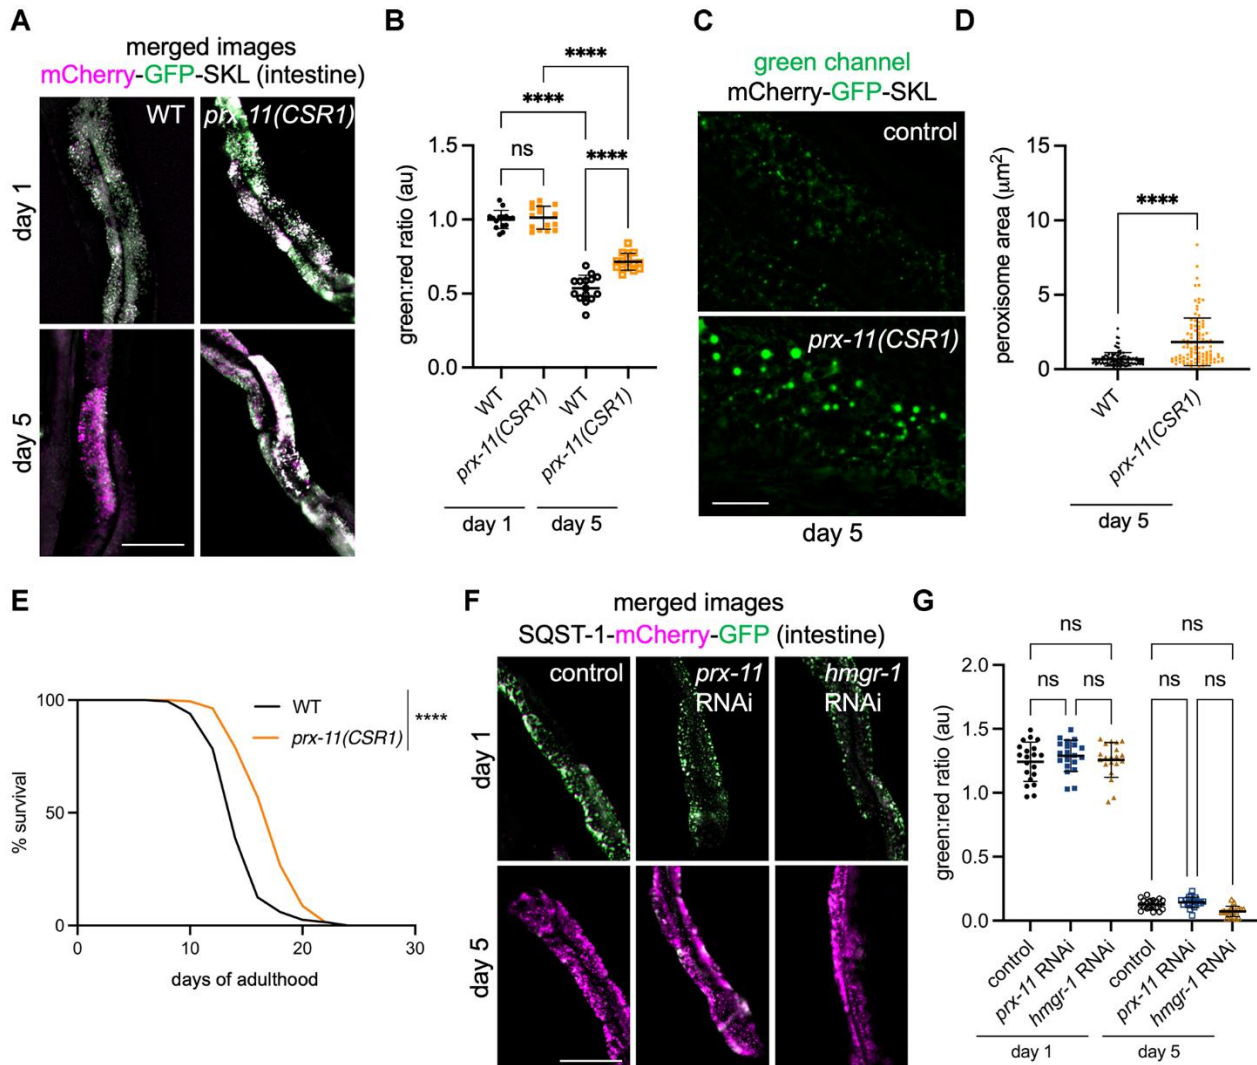 A
merged images
mCherry-GFP-SKL (intestine)
WT
prx-11(CSR1)
day 1
day 5
B
****
****
ns
****
green:red ratio (au)
1.5
1.0
0.5
0.0
WT
prx-11(CSR1)
WT
prx-11(CSR1)
day 1
day 5
C
green channel
mCherry-GFP-SKL
control
prx-11(CSR1)
day 5
D
peroxisome area (μm²)
15
10
5
0
****
WT
prx-11(CSR1)
day 5
E
% survival
100
50
0
0
10
20
30
days of adulthood
WT
prx-11(CSR1)
****
F
merged images
SQST-1-mCherry-GFP (intestine)
control
prx-11
RNAi
hmgr-1
RNAi
day 1
day 5
G
ns
ns
ns
ns
ns
ns
green:red ratio (au)
2.0
1.5
1.0
0.5
0.0
control
prx-11 RNAi
hmgr-1 RNAi
control
prx-11 RNAi
hmgr-1 RNAi
day 1
day 5